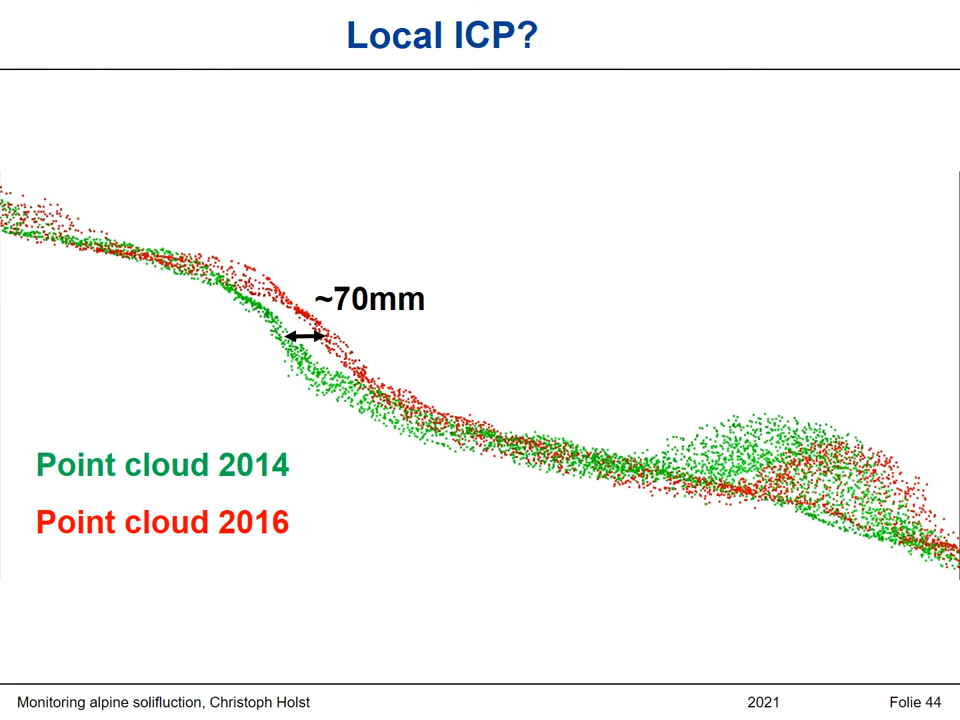 Local ICP?
~70mm
Point cloud 2014
Point cloud 2016
Monitoring alpine solifluction, Christoph Holst 2021 Folie 44